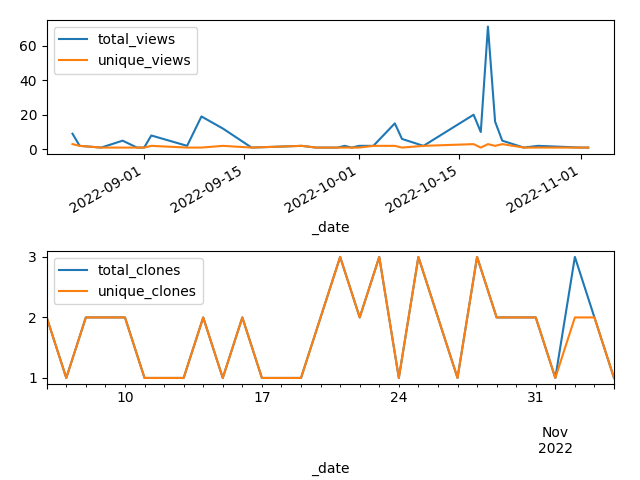 60
40
20
0
total_views
unique_views
2022-09-01
2022-09-15
2022-10-01
2022-10-15
2022-11-01
_date
3
2
1
total_clones
unique_clones
10
17
24
31
Nov
2022
_date